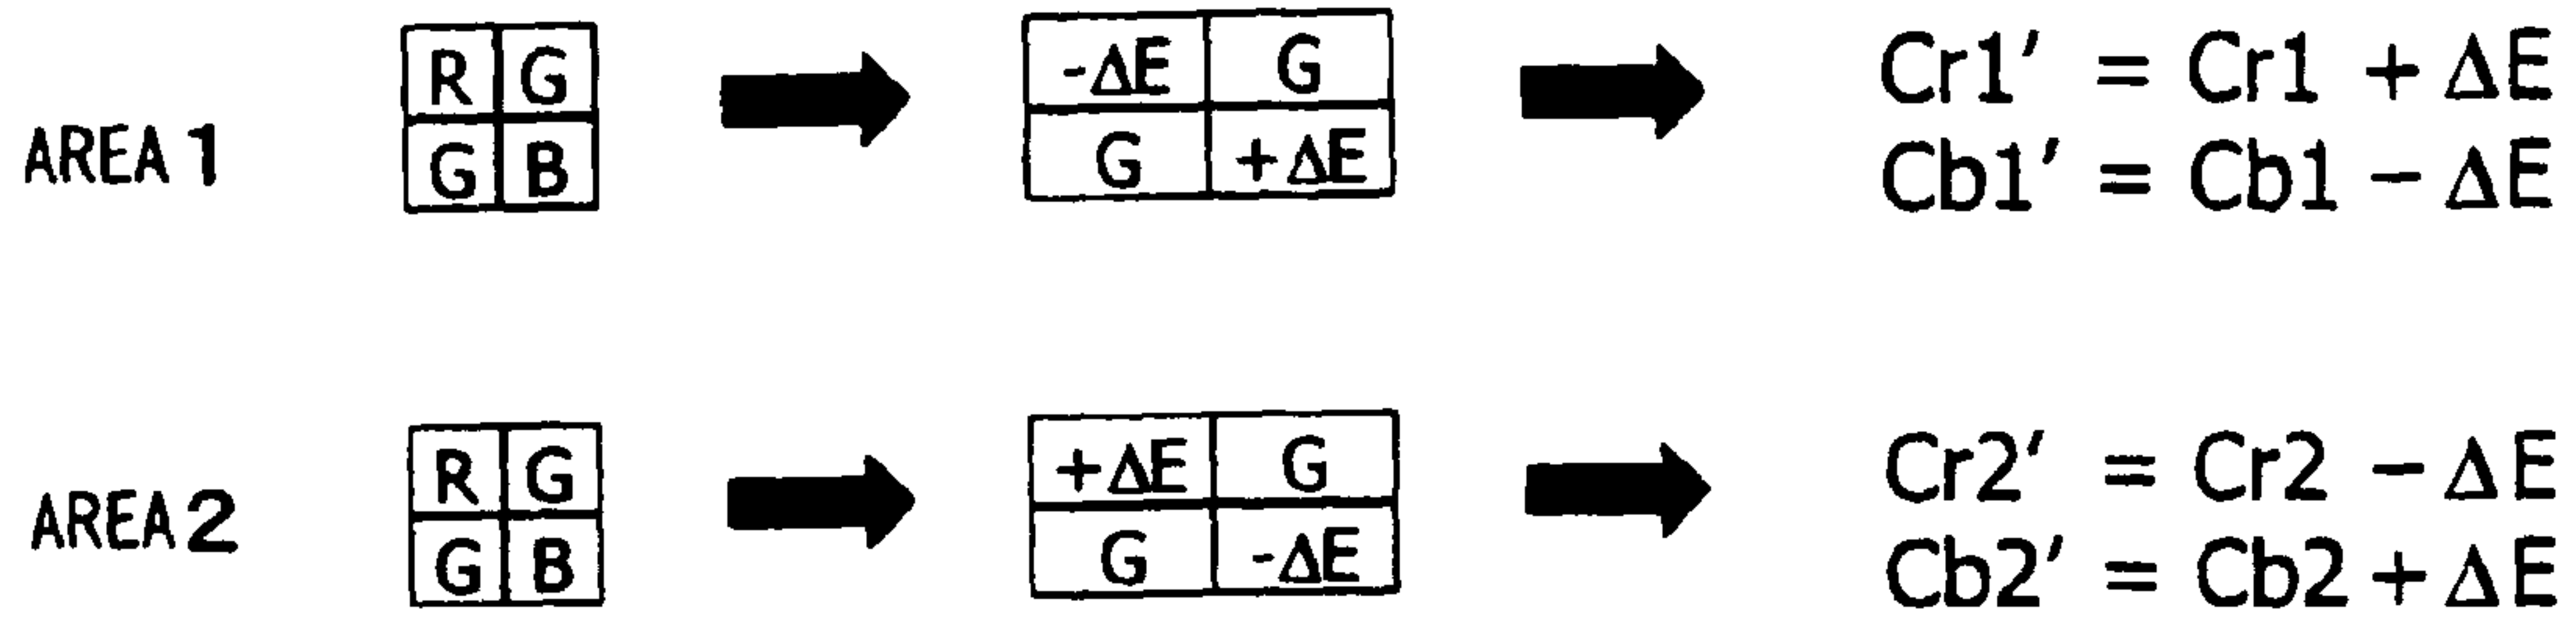 AREA 1
R G
G B
-ΔE G
G +ΔE
Cr1′ = Cr1 + ΔE
Cb1′ = Cb1 − ΔE
AREA 2
R G
G B
+ΔE G
G -ΔE
Cr2′ = Cr2 − ΔE
Cb2′ = Cb2 + ΔE